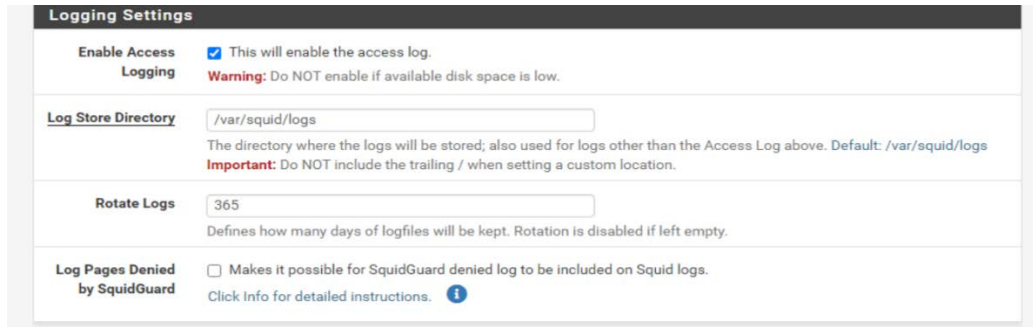 Logging Settings
Enable Access
Logging
This will enable the access log.
Warning: Do NOT enable if available disk space is low.
Log Store Directory
/var/squid/logs
The directory where the logs will be stored; also used for logs other than the Access Log above. Default: /var/squid/logs
Important: Do NOT include the trailing / when setting a custom location.
Rotate Logs
365
Defines how many days of logfiles will be kept. Rotation is disabled if left empty.
Log Pages Denied
by SquidGuard
Makes it possible for SquidGuard denied log to be included on Squid logs.
Click Info for detailed instructions.